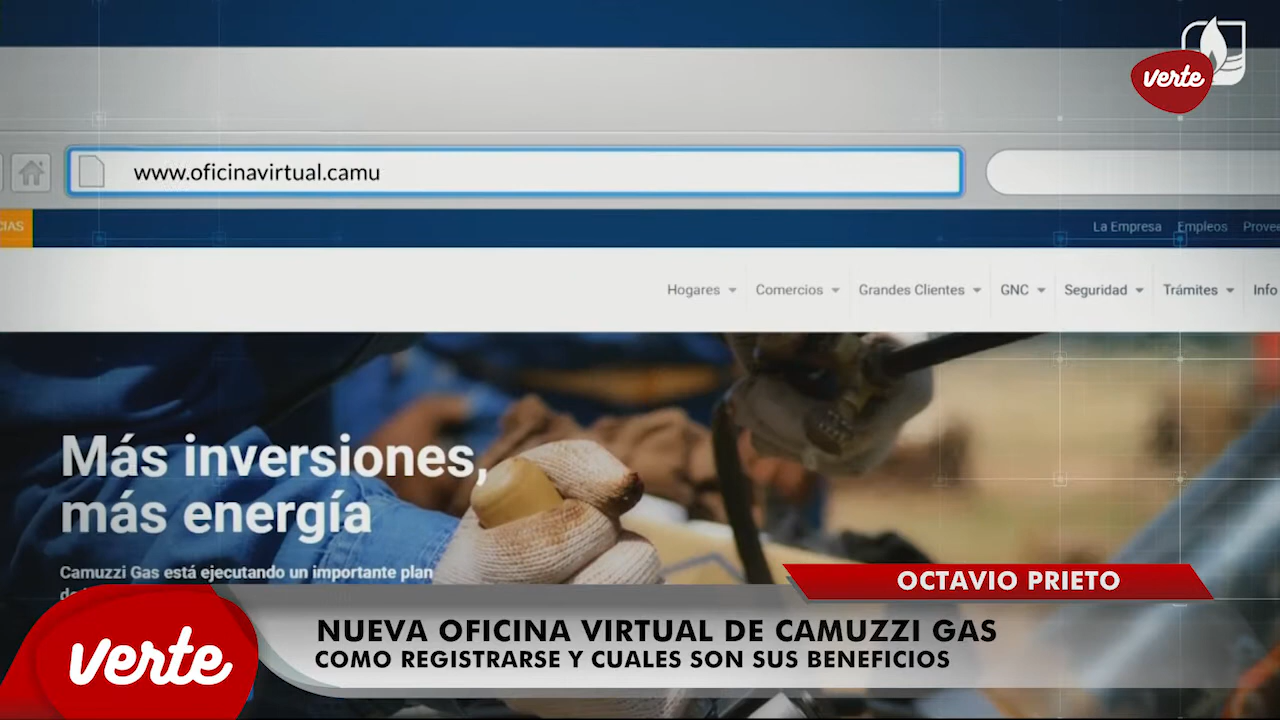 verte
www.oficinavirtual.camu
La Empresa Empleos
Hogares Comercios Grandes Clientes GNC Seguridad Trámites Info
Más inversiones,
más energía
Camuzzi Gas está ejecutando un importante plan
OCTAVIO PRIETO
verte
NUEVA OFICINA VIRTUAL DE CAMUZZI GAS
COMO REGISTRARSE Y CUALES SON SUS BENEFICIOS